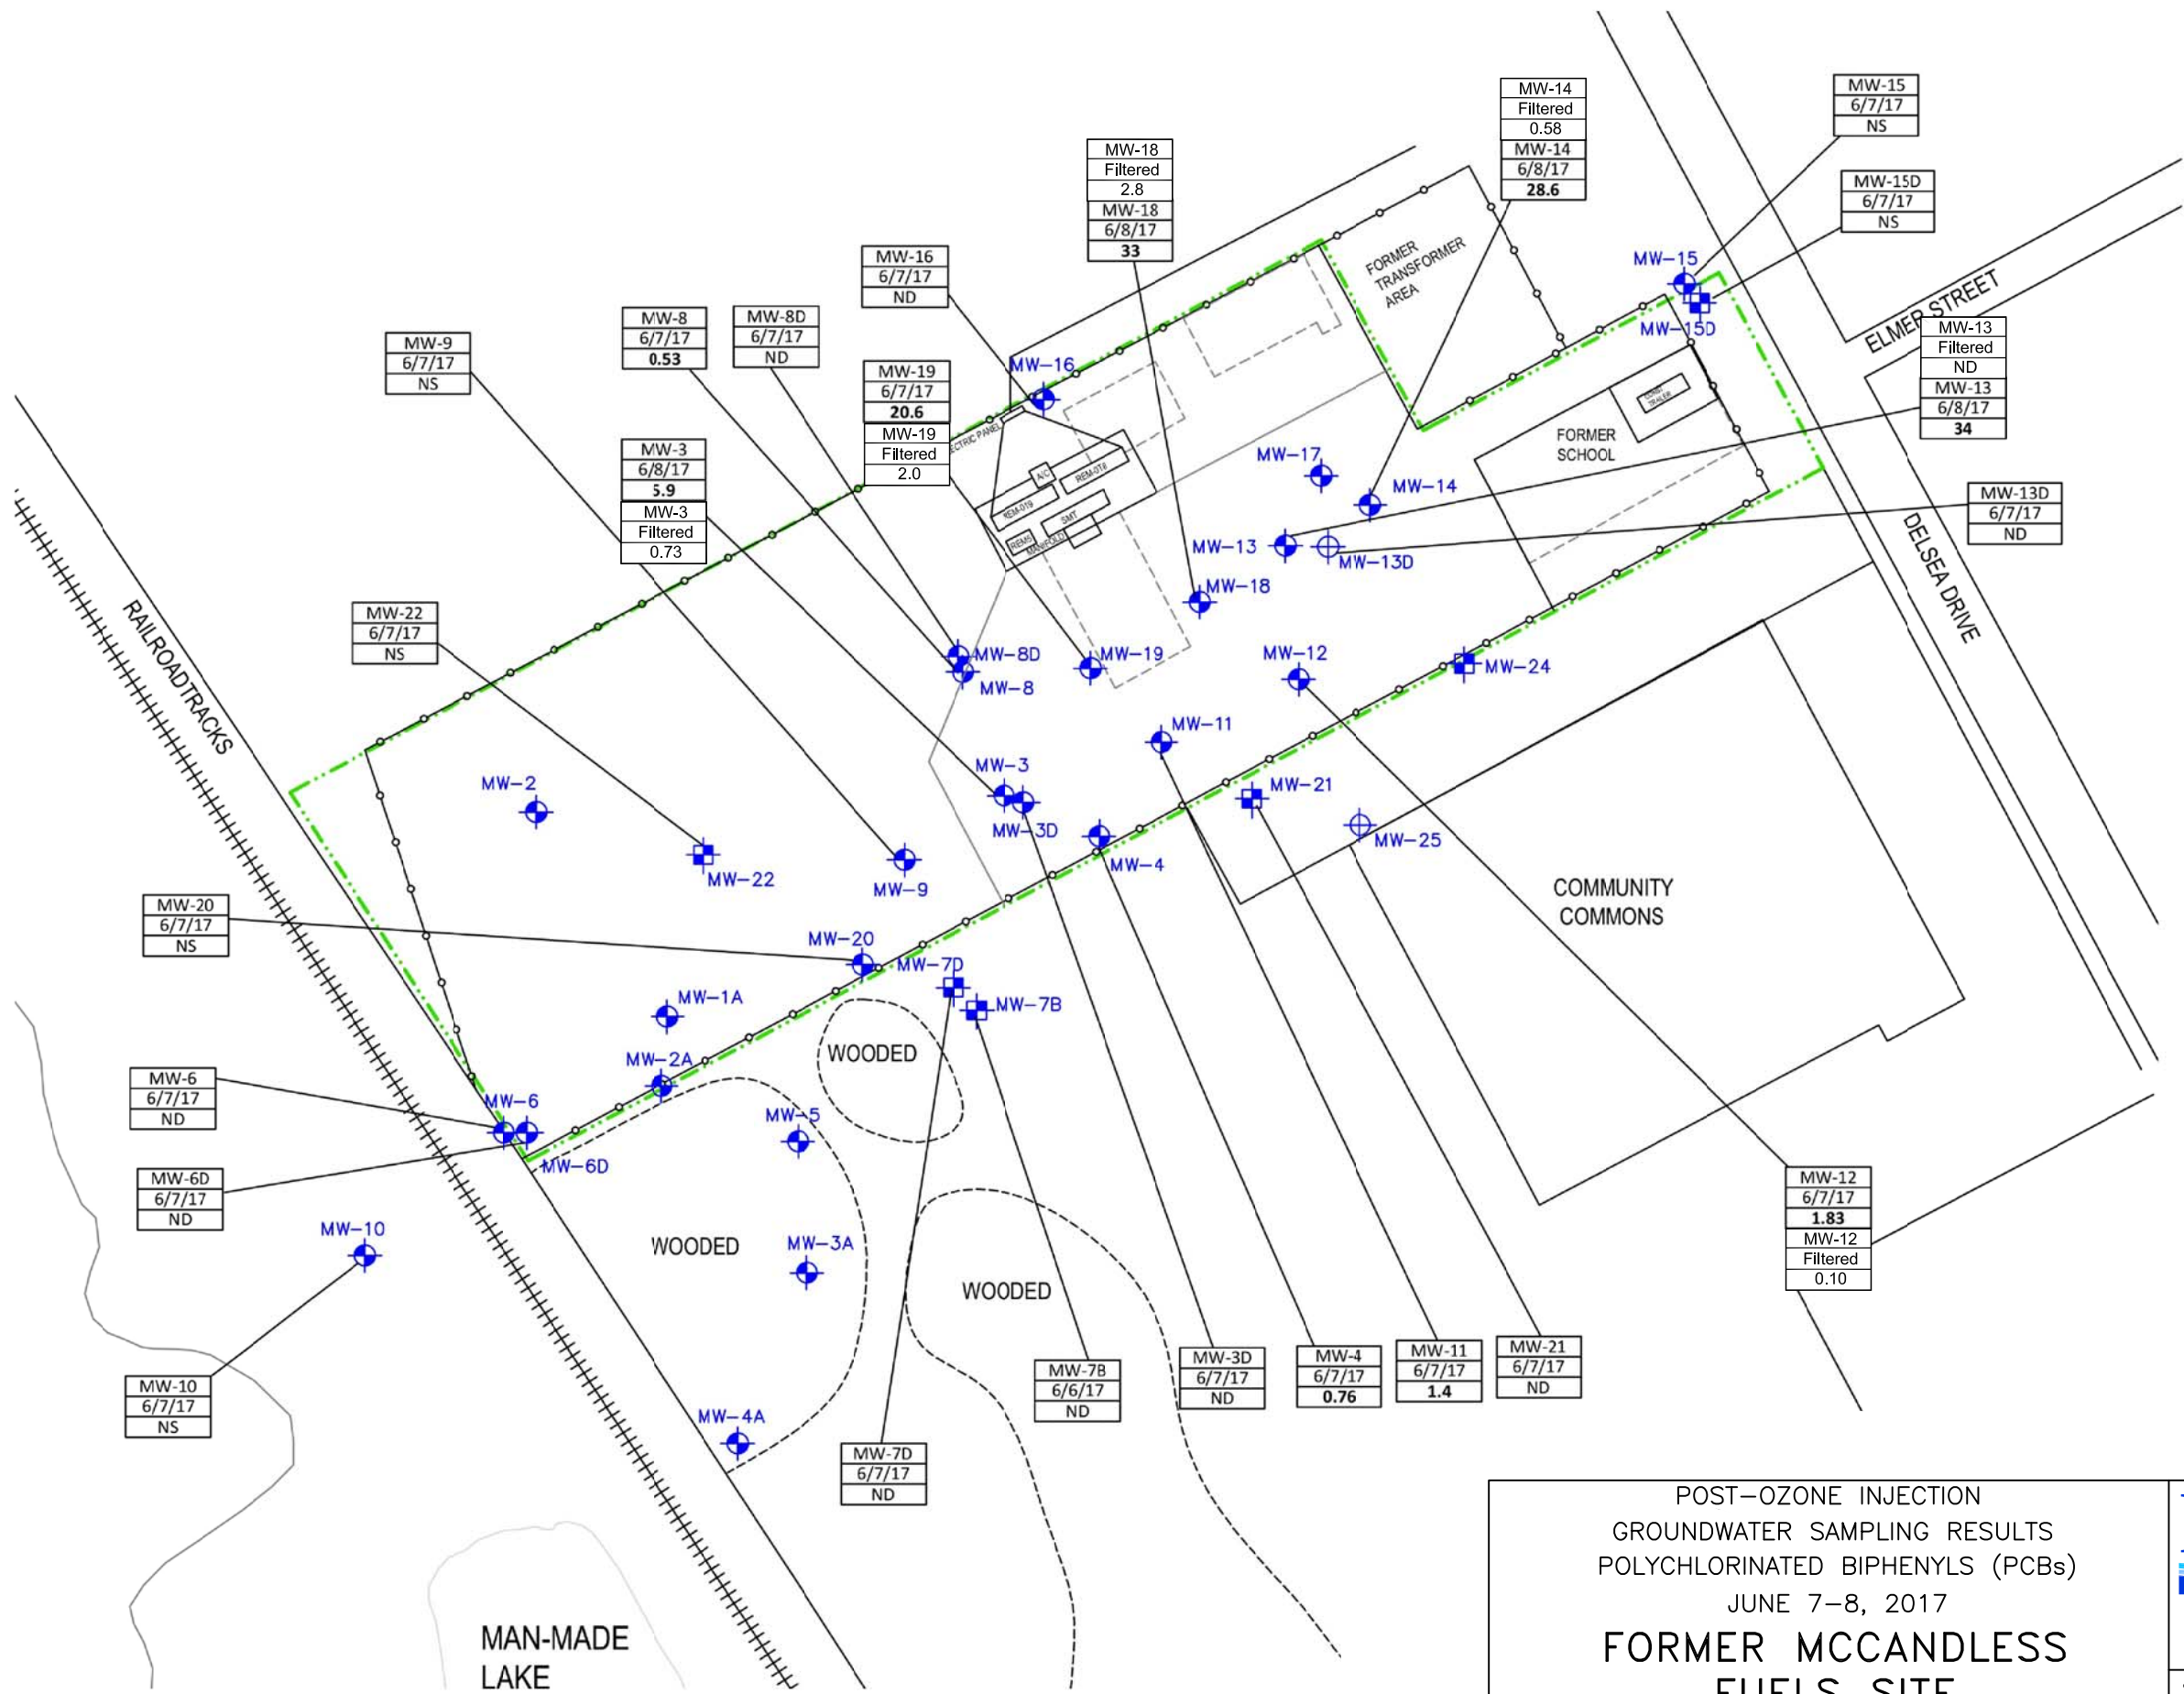 MW-14
Filtered
0.58
MW-14
6/8/17
28.6
MW-15
6/7/17
NS
MW-18
Filtered
2.8
MW-18
6/8/17
33
MW-15D
6/7/17
NS
MW-16
6/7/17
ND
MW-8
6/7/17
0.53
MW-8D
6/7/17
ND
MW-9
6/7/17
NS
MW-19
6/7/17
20.6
MW-19
Filtered
2.0
MW-3
6/8/17
5.9
MW-3
Filtered
0.73
MW-13
Filtered
ND
MW-13
6/8/17
34
MW-13D
6/7/17
ND
MW-22
6/7/17
NS
FORMER
TRANSFORMER
AREA
MW-15
MW-15D
ELMER STREET
DELSEA DRIVE
FORMER
SCHOOL
TRAILER
MW-16
ECTRIC PANEL
A/C
REM-019
REM-078
SMT
REMS
MANIFOLD
MW-17
MW-14
MW-13
MW-13D
MW-18
MW-8D
MW-8
MW-19
MW-12
MW-24
MW-11
MW-3
MW-3D
MW-21
MW-4
MW-25
RAILROADTRACKS
MW-2
MW-22
MW-9
COMMUNITY
COMMONS
MW-20
6/7/17
NS
MW-20
MW-7D
MW-7B
MW-1A
MW-2A
WOODED
MW-6
6/7/17
ND
MW-6
MW-6D
MW-5
MW-6D
6/7/17
ND
MW-10
WOODED
MW-3A
WOODED
MW-12
6/7/17
1.83
MW-12
Filtered
0.10
MW-10
6/7/17
NS
MW-4A
MW-7D
6/7/17
ND
MW-7B
6/6/17
ND
MW-3D
6/7/17
ND
MW-4
6/7/17
0.76
MW-11
6/7/17
1.4
MW-21
6/7/17
ND
MAN-MADE
LAKE
POST-OZONE INJECTION
GROUNDWATER SAMPLING RESULTS
POLYCHLORINATED BIPHENYLS (PCBs)
JUNE 7-8, 2017
FORMER MCCANDLESS
FUELS SITE